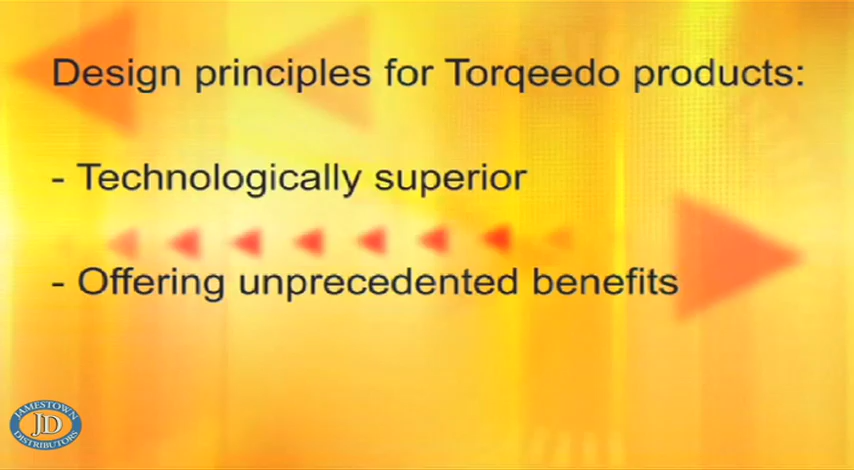 Design principles for Torqeedo products:
- Technologically superior
- Offering unprecedented benefits
JAMESTOWN
JD
DISTRIBUTORS